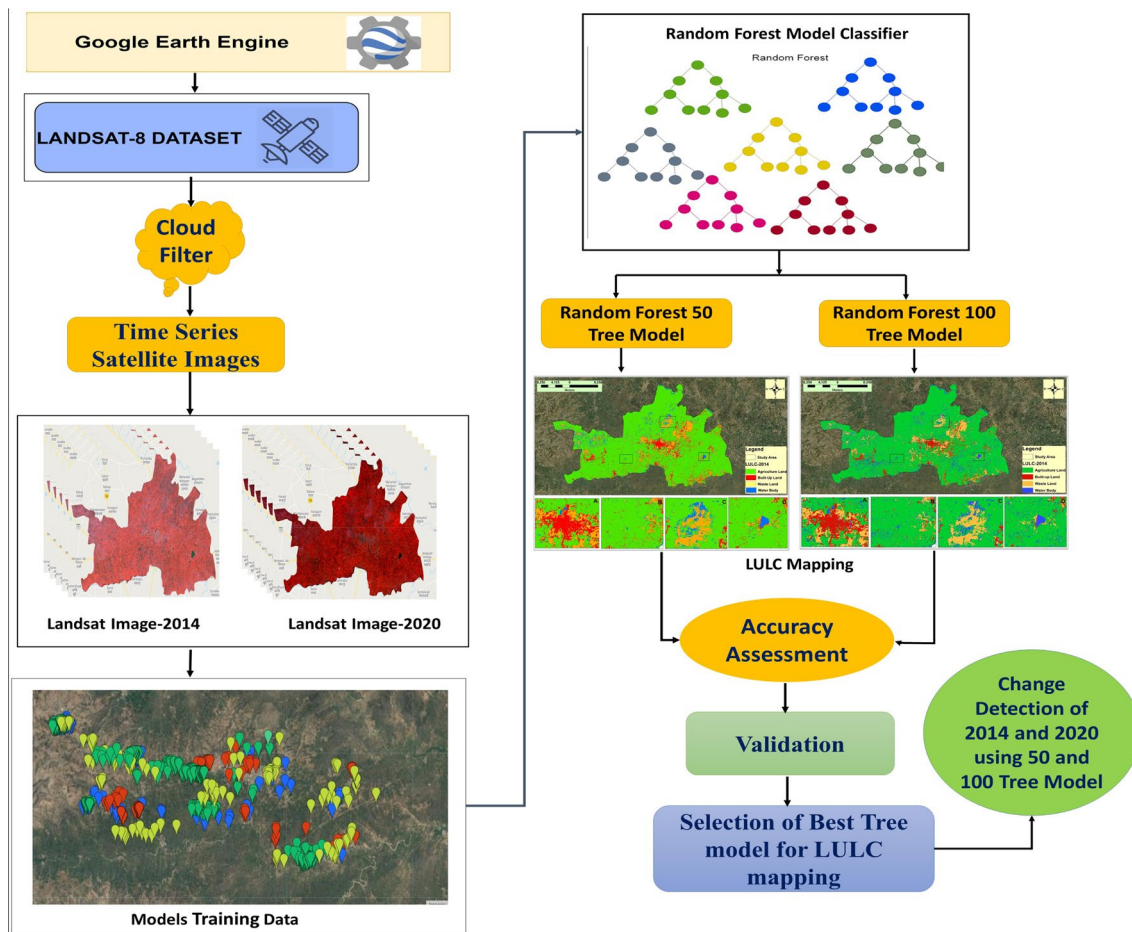 Google Earth Engine
LANDSAT-8 DATASET
Cloud
Filter
Time Series
Satellite Images
Landsat Image-2014
Landsat Image-2020
Models Training Data
Random Forest Model Classifier
Random Forest
Random Forest 50
Tree Model
Random Forest 100
Tree Model
Meters
Legend
Study Area
LULC-2014
Agriculture Land
Built-Up Land
Waste Land
Water Body
A
B
C
D
Meters
Legend
Study Area
LULC-2014
Agriculture Land
Built-up Land
Waste Land
Water Body
A
B
C
D
LULC Mapping
Accuracy
Assessment
Validation
Selection of Best Tree
model for LULC
mapping
Change
Detection of
2014 and 2020
using 50 and
100 Tree Model